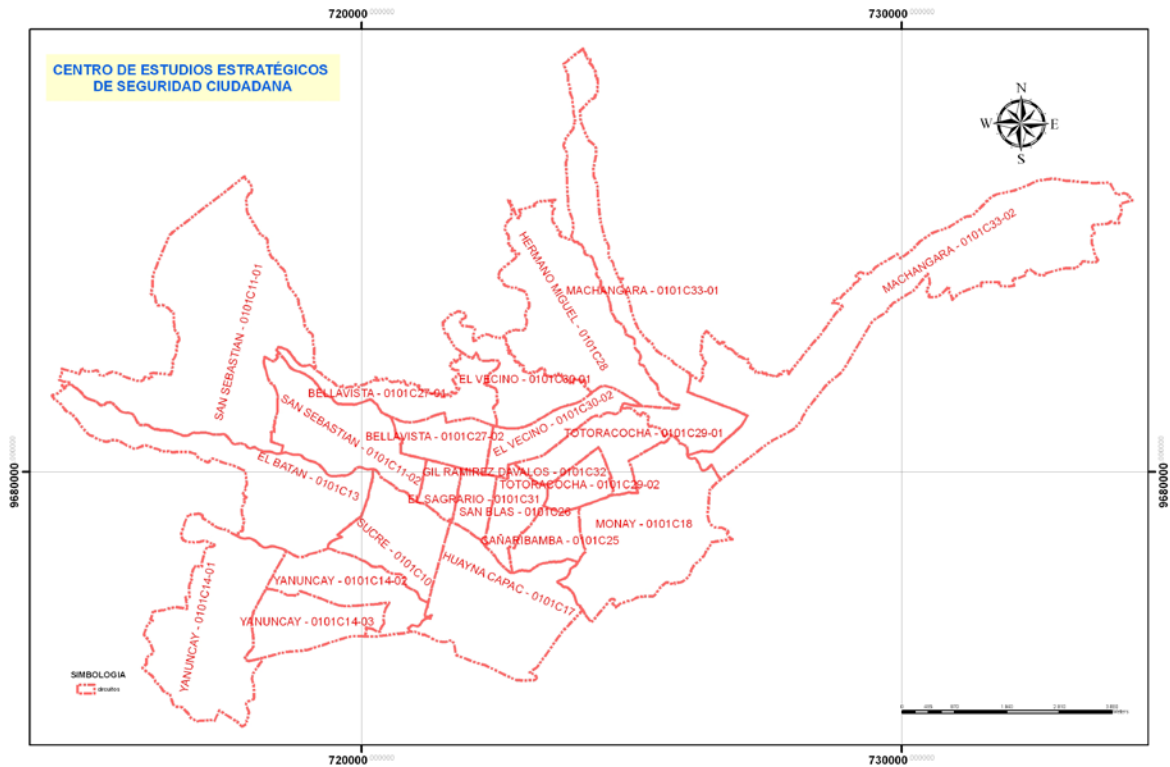 720000
730000
CENTRO DE ESTUDIOS ESTRATÉGICOS
DE SEGURIDAD CIUDADANA
N
W
E
S
MACHANGARA - 0101C33-02
HERMANO MIGUEL - 0101C28
MACHANGARA - 0101C33-01
SAN SEBASTIAN - 0101C11-01
EL VECINO - 0101C30-01
BELLAVISTA - 0101C27-01
SAN SEBASTIAN - 0101C11-02
EL VECINO - 0101C30-02
BELLAVISTA - 0101C27-02
TOTORACOCHA - 0101C29-01
9680000
9680000
EL BATAN - 0101C13
GIL RAMIREZ DAVALOS - 0101C32
TOTORACOCHA - 0101C29-02
EL SAGRARIO - 0101C31
SAN BLAS - 0101C26
MONAY - 0101C18
SUCRE - 0101C10
CAÑARIBAMBA - 0101C25
HUAYNA CAPAC - 0101C17
YANUNCAY - 0101C14-02
YANUNCAY - 0101C14-01
YANUNCAY - 0101C14-03
SIMBOLOGIA
circuitos
720000
730000